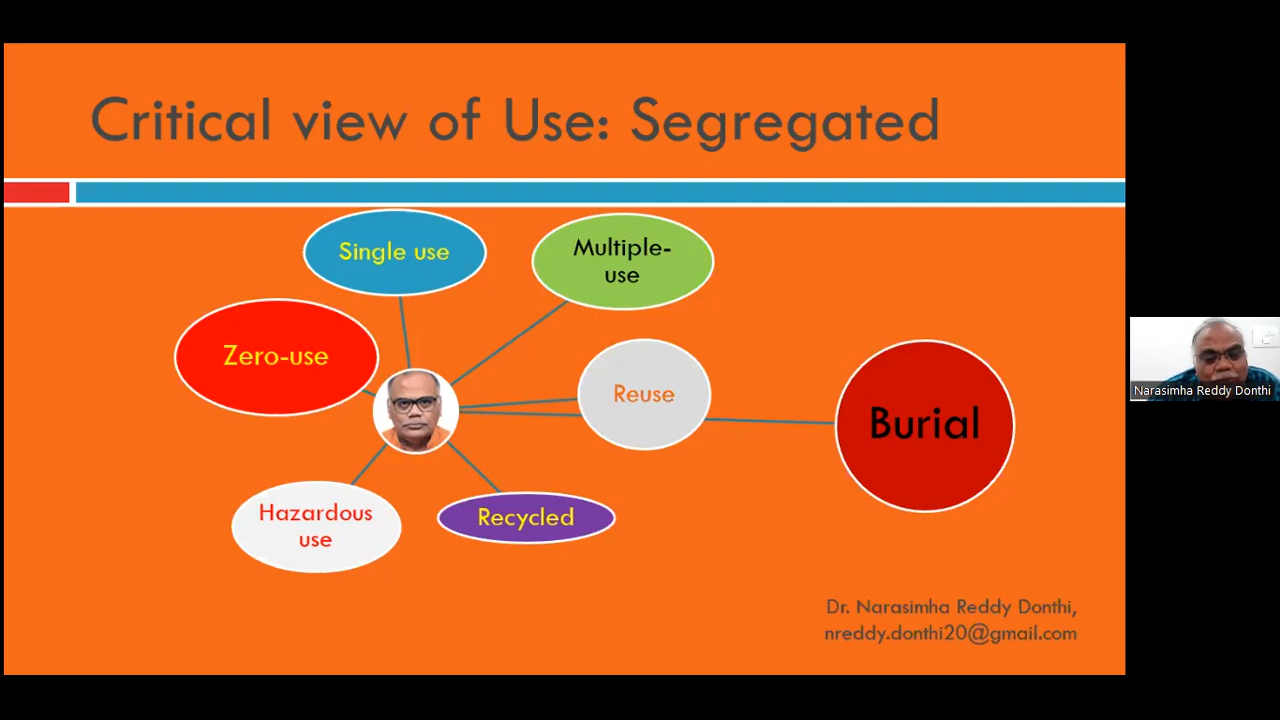 Critical view of Use: Segregated
Single use
Multiple-
use
Zero-use
Reuse
Burial
Hazardous
use
Recycled
Dr. Narasimha Reddy Donthi,
nreddy.donthi20@gmail.com
Narasimha Reddy Donthi